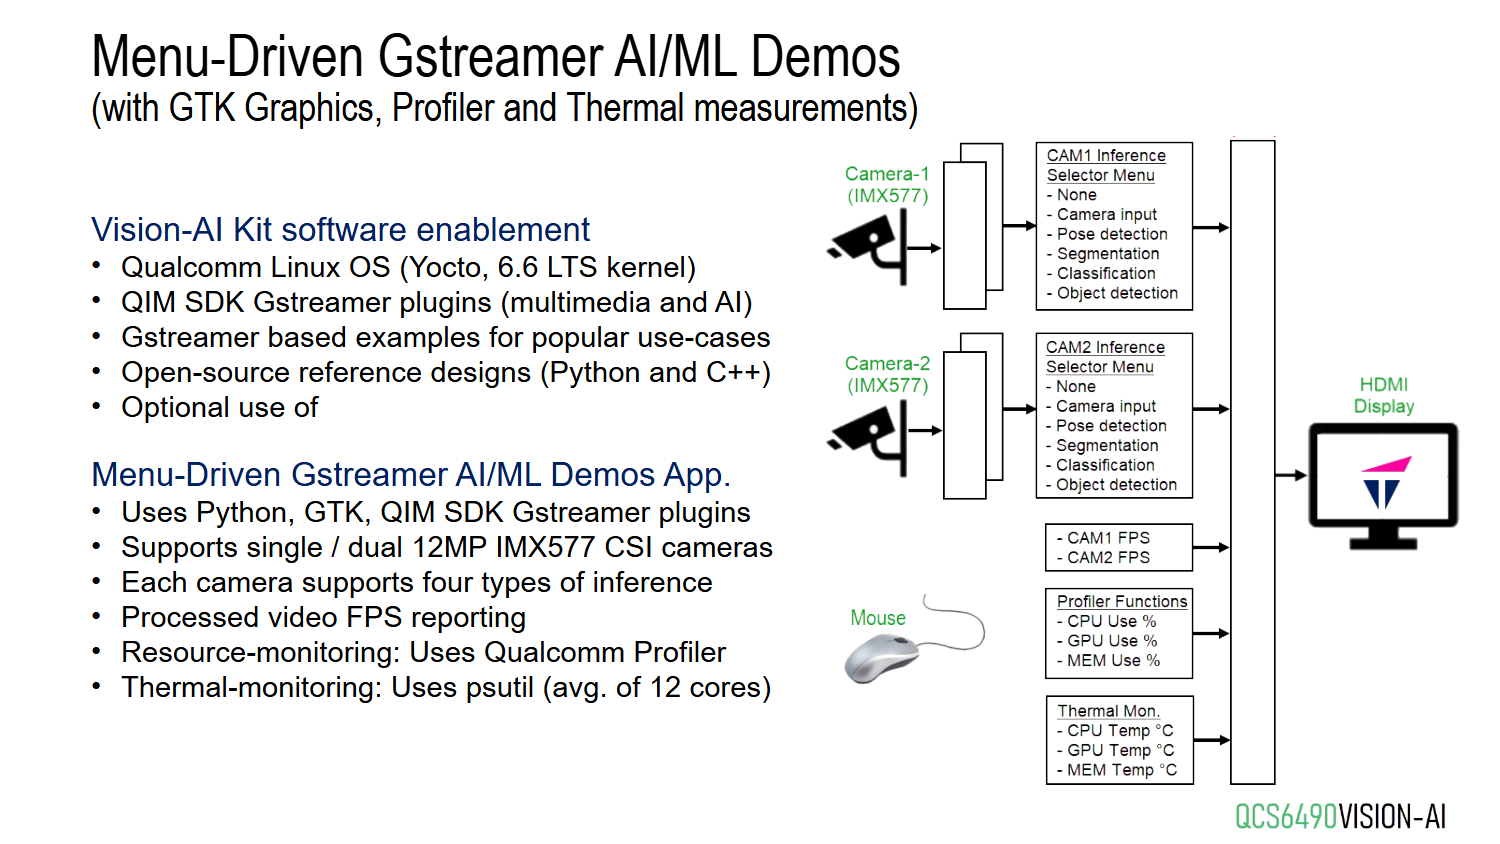 Menu-Driven Gstreamer AI/ML Demos
(with GTK Graphics, Profiler and Thermal measurements)
Vision-AI Kit software enablement
• Qualcomm Linux OS (Yocto, 6.6 LTS kernel)
• QIM SDK Gstreamer plugins (multimedia and AI)
• Gstreamer based examples for popular use-cases
• Open-source reference designs (Python and C++)
• Optional use of
Menu-Driven Gstreamer AI/ML Demos App.
• Uses Python, GTK, QIM SDK Gstreamer plugins
• Supports single / dual 12MP IMX577 CSI cameras
• Each camera supports four types of inference
• Processed video FPS reporting
• Resource-monitoring: Uses Qualcomm Profiler
• Thermal-monitoring: Uses psutil (avg. of 12 cores)
Camera-1
(IMX577)
CAM1 Inference
Selector Menu
- None
- Camera input
- Pose detection
- Segmentation
- Classification
- Object detection
Camera-2
(IMX577)
CAM2 Inference
Selector Menu
- None
- Camera input
- Pose detection
- Segmentation
- Classification
- Object detection
- CAM1 FPS
- CAM2 FPS
Mouse
Profiler Functions
- CPU Use %
- GPU Use %
- MEM Use %
Thermal Mon.
- CPU Temp °C
- GPU Temp °C
- MEM Temp °C
HDMI
Display
QCS6490VISION-AI